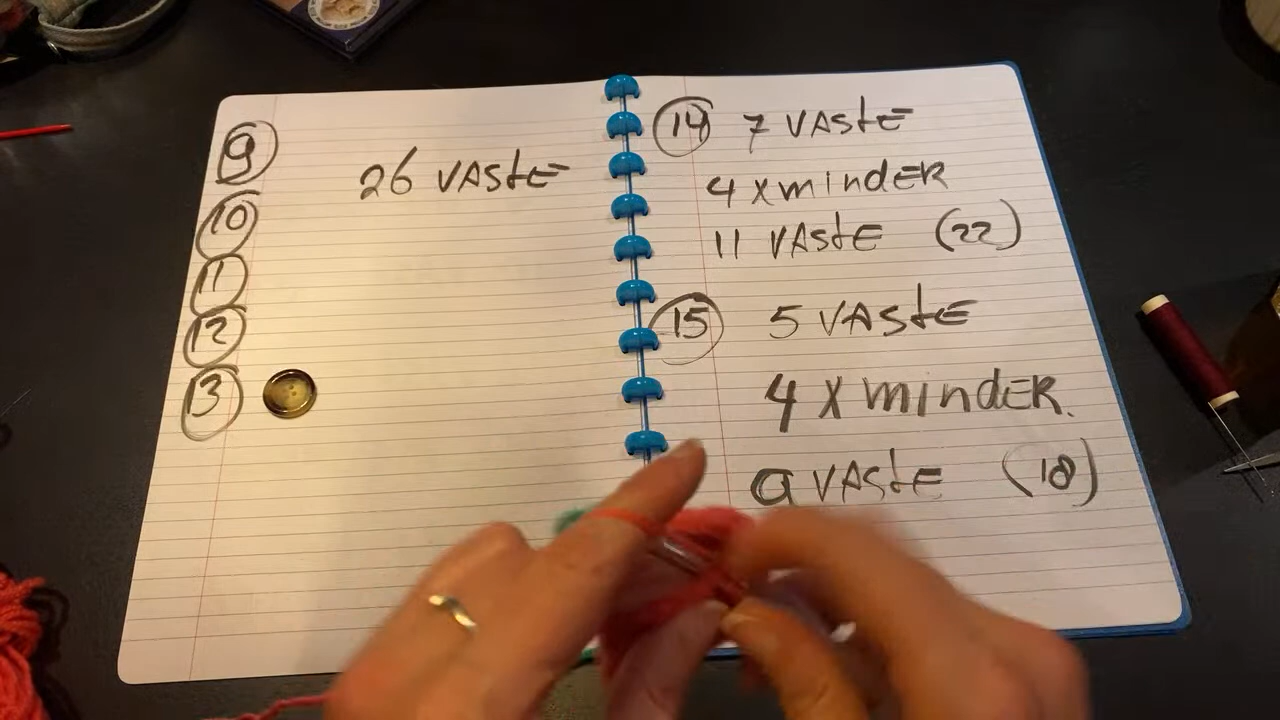 9
26 VASTE
10
11
12
13
14 7 VASTE
4 X minDER
11 VASTE (22)
15 5 VASTE
4 X minDER.
9 VASTE (18)